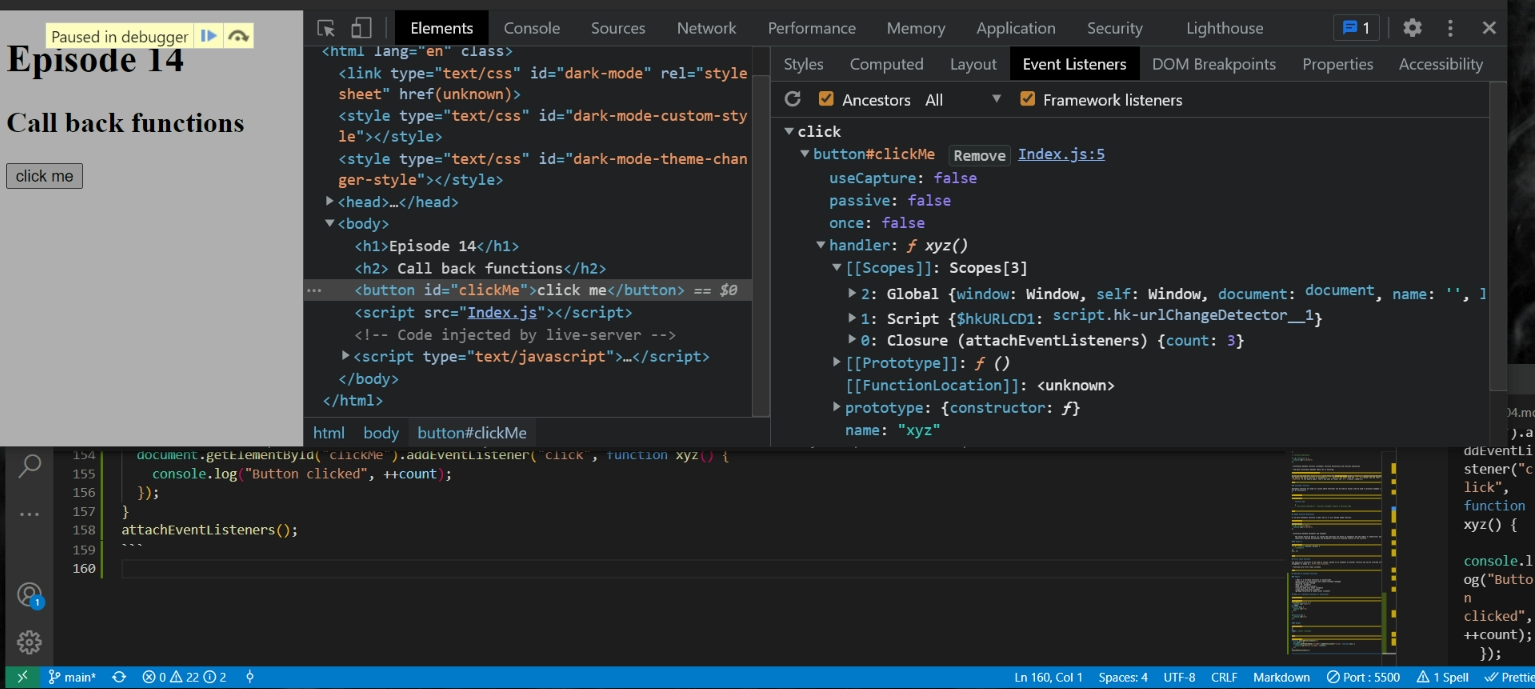 Paused in debugger
Episode 14
Call back functions
click me
Elements Console Sources Network Performance Memory Application Security Lighthouse 1
<html lang="en" class>
<link type="text/css" id="dark-mode" rel="style
sheet" href(unknown)>
<style type="text/css" id="dark-mode-custom-sty
le"></style>
<style type="text/css" id="dark-mode-theme-chan
ger-style"></style>
<head>…</head>
<body>
<h1>Episode 14</h1>
<h2> Call back functions</h2>
<button id="clickMe">click me</button> == $0
<script src="Index.js"></script>
<!-- Code injected by live-server -->
<script type="text/javascript">…</script>
</body>
</html>
html body button#clickMe
Styles Computed Layout Event Listeners DOM Breakpoints Properties Accessibility
Ancestors All Framework listeners
click
button#clickMe Remove Index.js:5
useCapture: false
passive: false
once: false
handler: ƒ xyz()
[[Scopes]]: Scopes[3]
2: Global {window: Window, self: Window, document: document, name: '', l
1: Script {$hkURLCD1: script.hk-urlChangeDetector__1}
0: Closure (attachEventListeners) {count: 3}
[[Prototype]]: ƒ ()
[[FunctionLocation]]: <unknown>
prototype: {constructor: ƒ}
name: "xyz"
154 document.getElementById("clickMe").addEventListener("click", function xyz() {
155 console.log("Button clicked", ++count);
156 });
157 }
158 attachEventListeners();
159 ```
160
04.md
").a
ddEventLi
stener("c
lick",
function
xyz() {
console.l
og("Butto
n
clicked",
++count);
});
1
main* 0 22 2 Ln 160, Col 1 Spaces: 4 UTF-8 CRLF Markdown Port : 5500 1 Spell Prettie